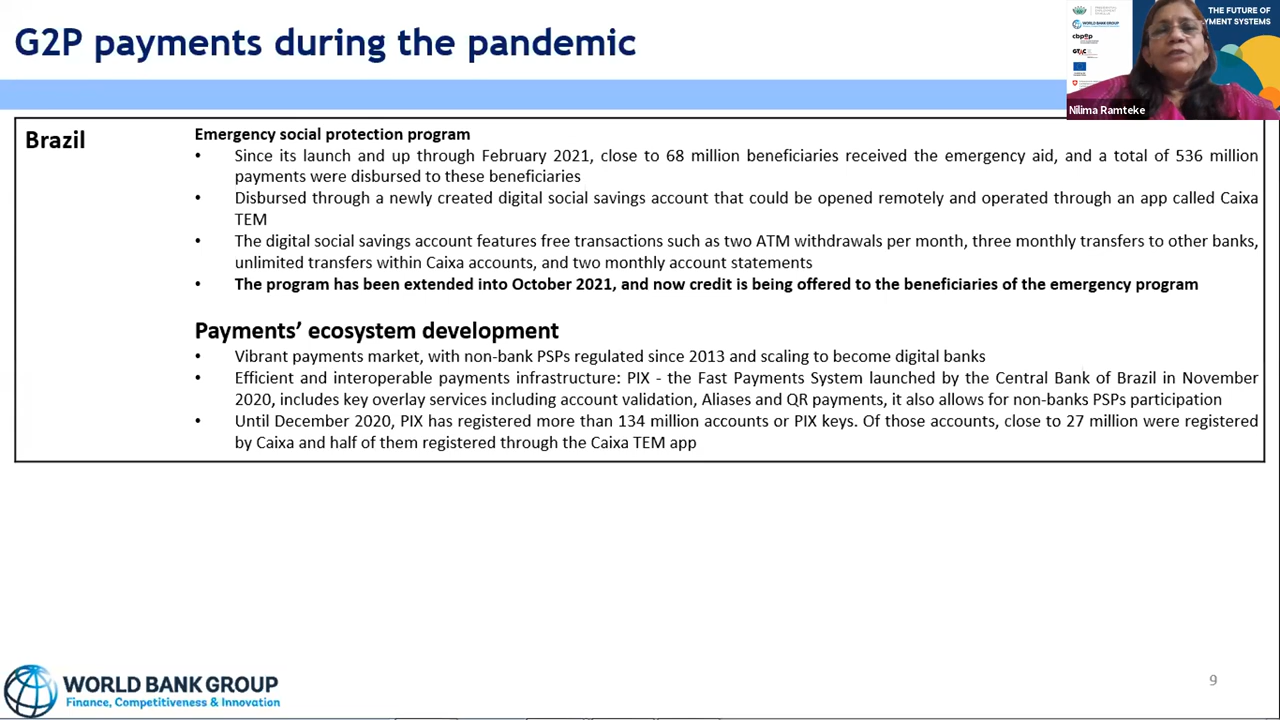 G2P payments during the pandemic
THE FUTURE OF
YMENT SYSTEMS
WORLD BANK GROUP
cbpep
Nilima Ramteke
Brazil
Emergency social protection program
• Since its launch and up through February 2021, close to 68 million beneficiaries received the emergency aid, and a total of 536 million
payments were disbursed to these beneficiaries
• Disbursed through a newly created digital social savings account that could be opened remotely and operated through an app called Caixa
TEM
• The digital social savings account features free transactions such as two ATM withdrawals per month, three monthly transfers to other banks,
unlimited transfers within Caixa accounts, and two monthly account statements
• The program has been extended into October 2021, and now credit is being offered to the beneficiaries of the emergency program
Payments’ ecosystem development
• Vibrant payments market, with non-bank PSPs regulated since 2013 and scaling to become digital banks
• Efficient and interoperable payments infrastructure: PIX - the Fast Payments System launched by the Central Bank of Brazil in November
2020, includes key overlay services including account validation, Aliases and QR payments, it also allows for non-banks PSPs participation
• Until December 2020, PIX has registered more than 134 million accounts or PIX keys. Of those accounts, close to 27 million were registered
by Caixa and half of them registered through the Caixa TEM app
WORLD BANK GROUP
Finance, Competitiveness & Innovation
9